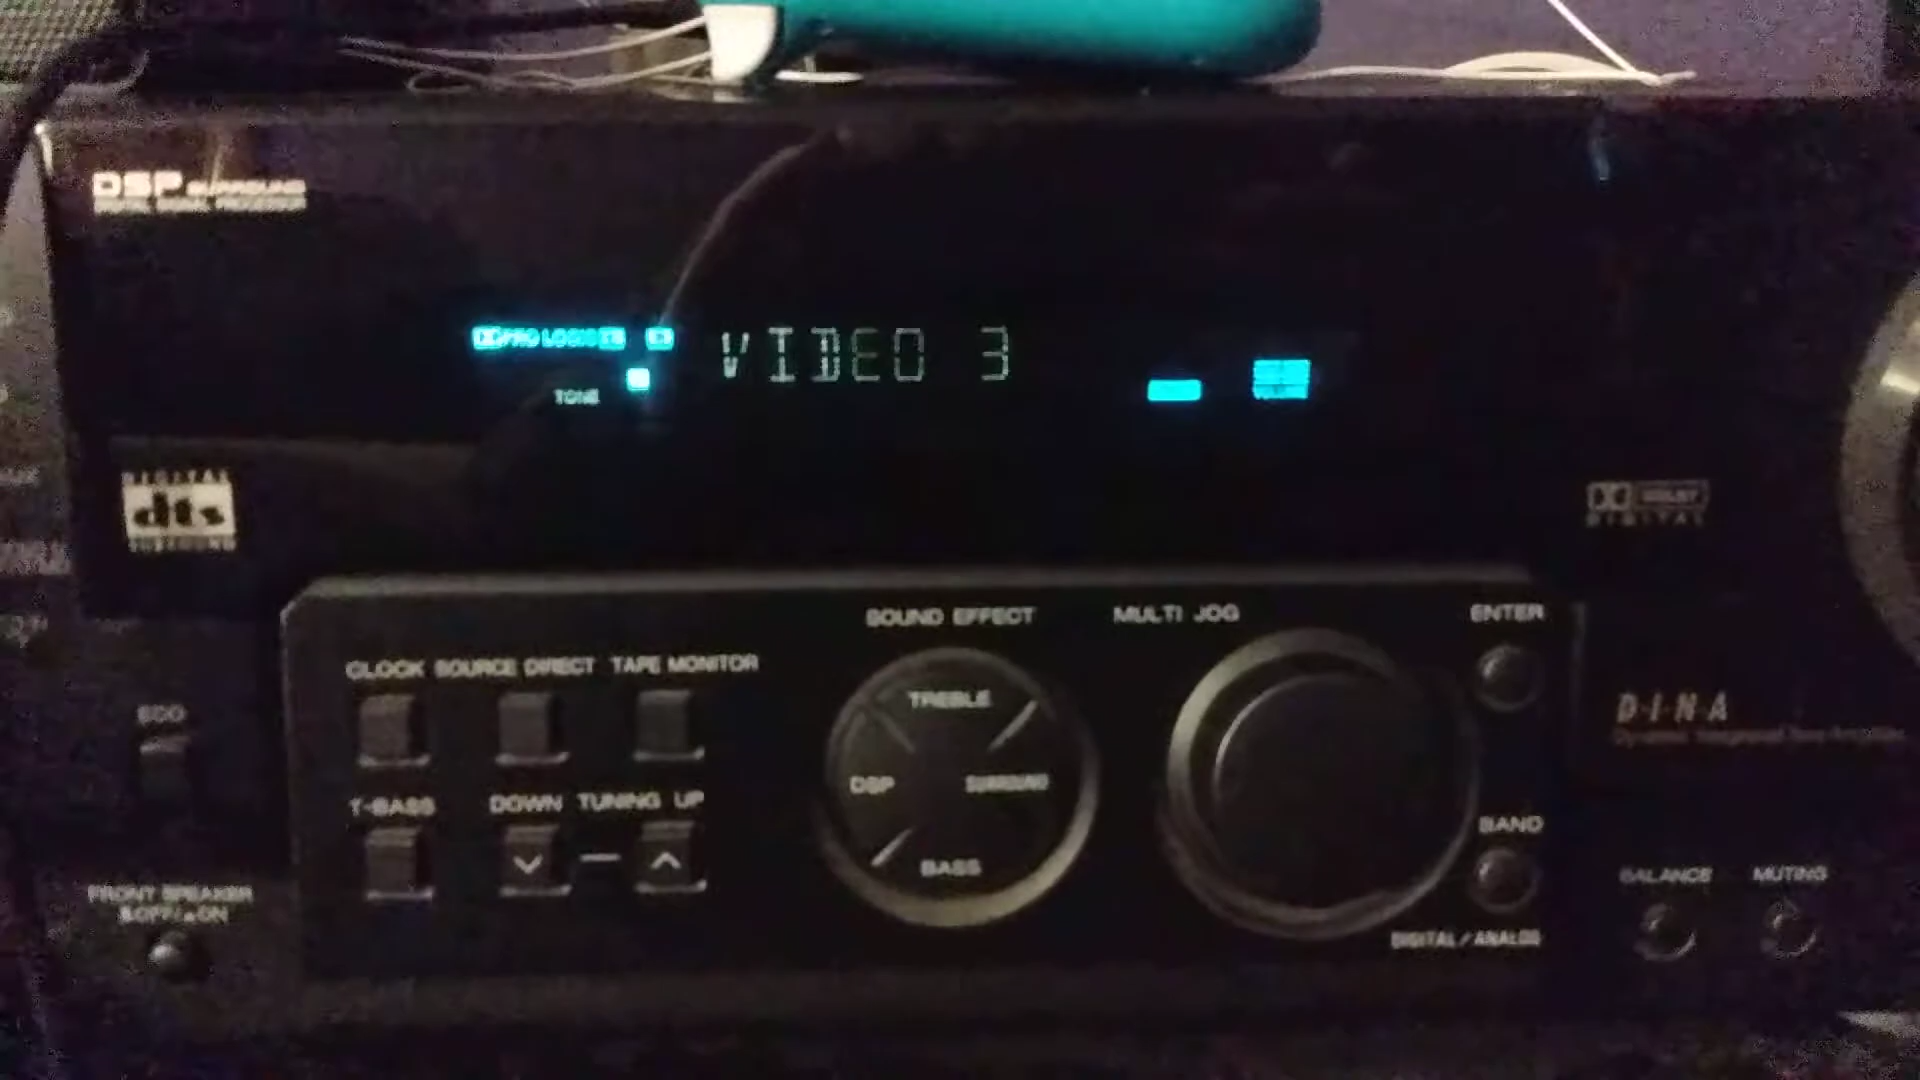 DSP SURROUND
DIGITAL SIGNAL PROCESSOR
PRO LOGIC
VIDEO 3
TONE
DIGITAL
dts
SURROUND
DOLBY
DIGITAL
SOUND EFFECT
MULTI JOG
ENTER
CLOCK
SOURCE DIRECT
TAPE MONITOR
TREBLE
ECO
D·I·N·A
DSP
SURROUND
T-BASS
DOWN TUNING UP
BAND
BASS
BALANCE
MUTING
FRONT SPEAKER
DIGITAL/ANALOG